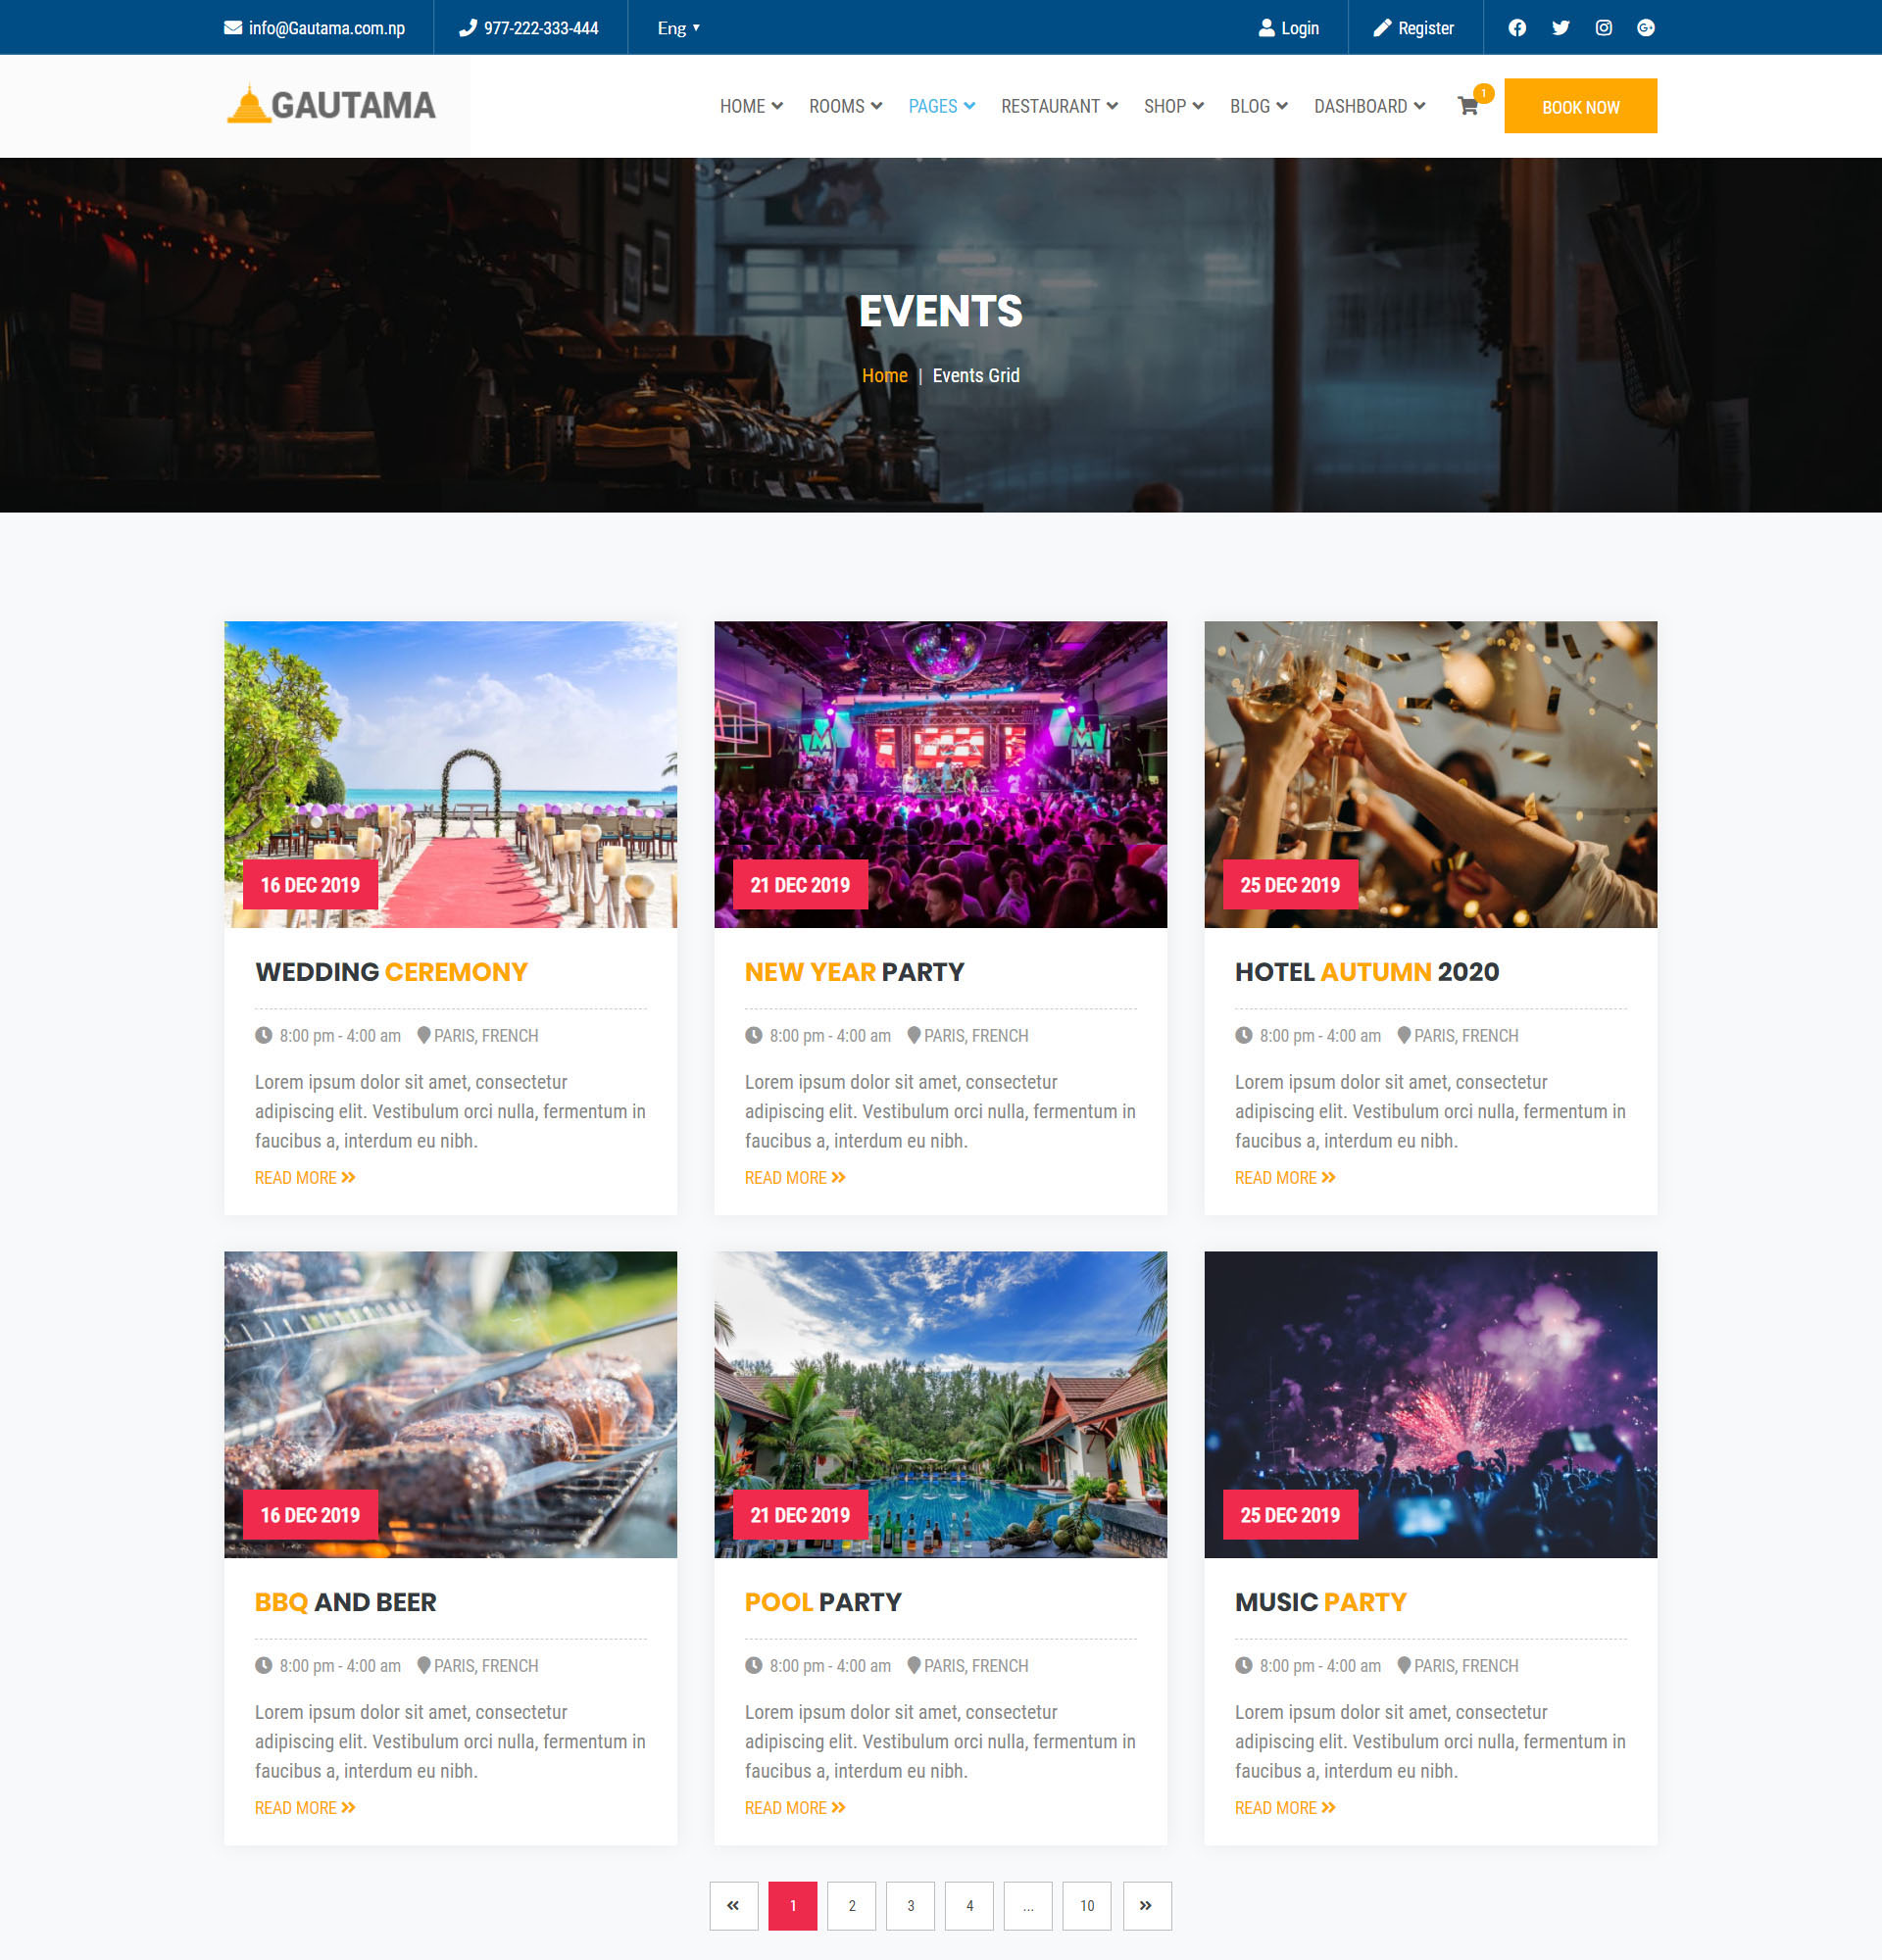 info@Gautama.com.np 977-222-333-444 Eng Login Register
GAUTAMA HOME ROOMS PAGES RESTAURANT SHOP BLOG DASHBOARD 1 BOOK NOW
EVENTS
Home | Events Grid
16 DEC 2019
WEDDING CEREMONY
8:00 pm - 4:00 am PARIS, FRENCH
Lorem ipsum dolor sit amet, consectetur
adipiscing elit. Vestibulum orci nulla, fermentum in
faucibus a, interdum eu nibh.
READ MORE
21 DEC 2019
NEW YEAR PARTY
8:00 pm - 4:00 am PARIS, FRENCH
Lorem ipsum dolor sit amet, consectetur
adipiscing elit. Vestibulum orci nulla, fermentum in
faucibus a, interdum eu nibh.
READ MORE
25 DEC 2019
HOTEL AUTUMN 2020
8:00 pm - 4:00 am PARIS, FRENCH
Lorem ipsum dolor sit amet, consectetur
adipiscing elit. Vestibulum orci nulla, fermentum in
faucibus a, interdum eu nibh.
READ MORE
16 DEC 2019
BBQ AND BEER
8:00 pm - 4:00 am PARIS, FRENCH
Lorem ipsum dolor sit amet, consectetur
adipiscing elit. Vestibulum orci nulla, fermentum in
faucibus a, interdum eu nibh.
READ MORE
21 DEC 2019
POOL PARTY
8:00 pm - 4:00 am PARIS, FRENCH
Lorem ipsum dolor sit amet, consectetur
adipiscing elit. Vestibulum orci nulla, fermentum in
faucibus a, interdum eu nibh.
READ MORE
25 DEC 2019
MUSIC PARTY
8:00 pm - 4:00 am PARIS, FRENCH
Lorem ipsum dolor sit amet, consectetur
adipiscing elit. Vestibulum orci nulla, fermentum in
faucibus a, interdum eu nibh.
READ MORE
« 1 2 3 4 ... 10 »